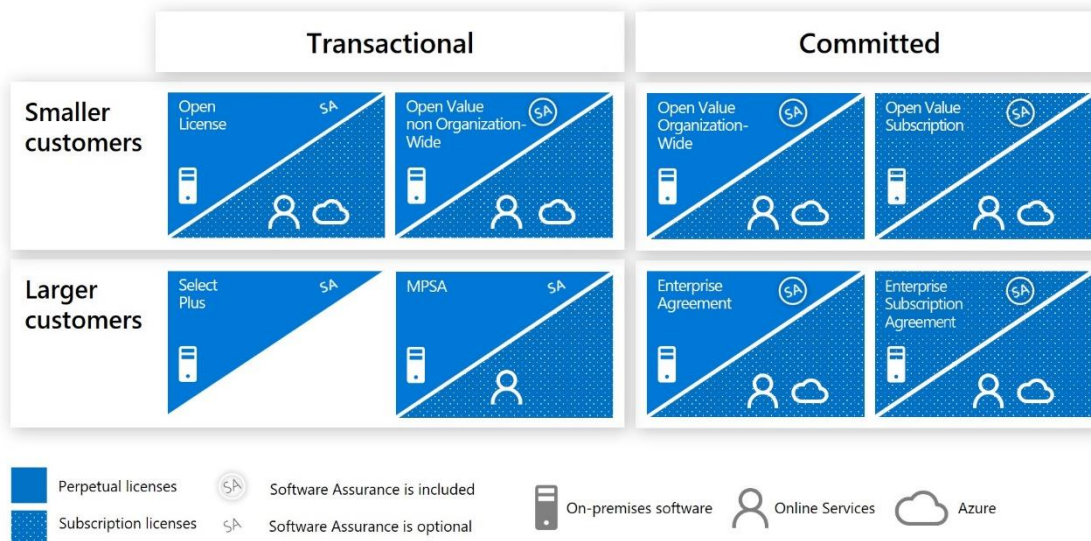 Transactional
Committed
Smaller
customers
Open
License
SA
Open Value
non Organization-
Wide
SA
Open Value
Organization-
Wide
SA
Open Value
Subscription
SA
Larger
customers
Select
Plus
SA
MPSA
SA
Enterprise
Agreement
SA
Enterprise
Subscription
Agreement
SA
Perpetual licenses
SA
Software Assurance is included
Subscription licenses
SA
Software Assurance is optional
On-premises software
Online Services
Azure